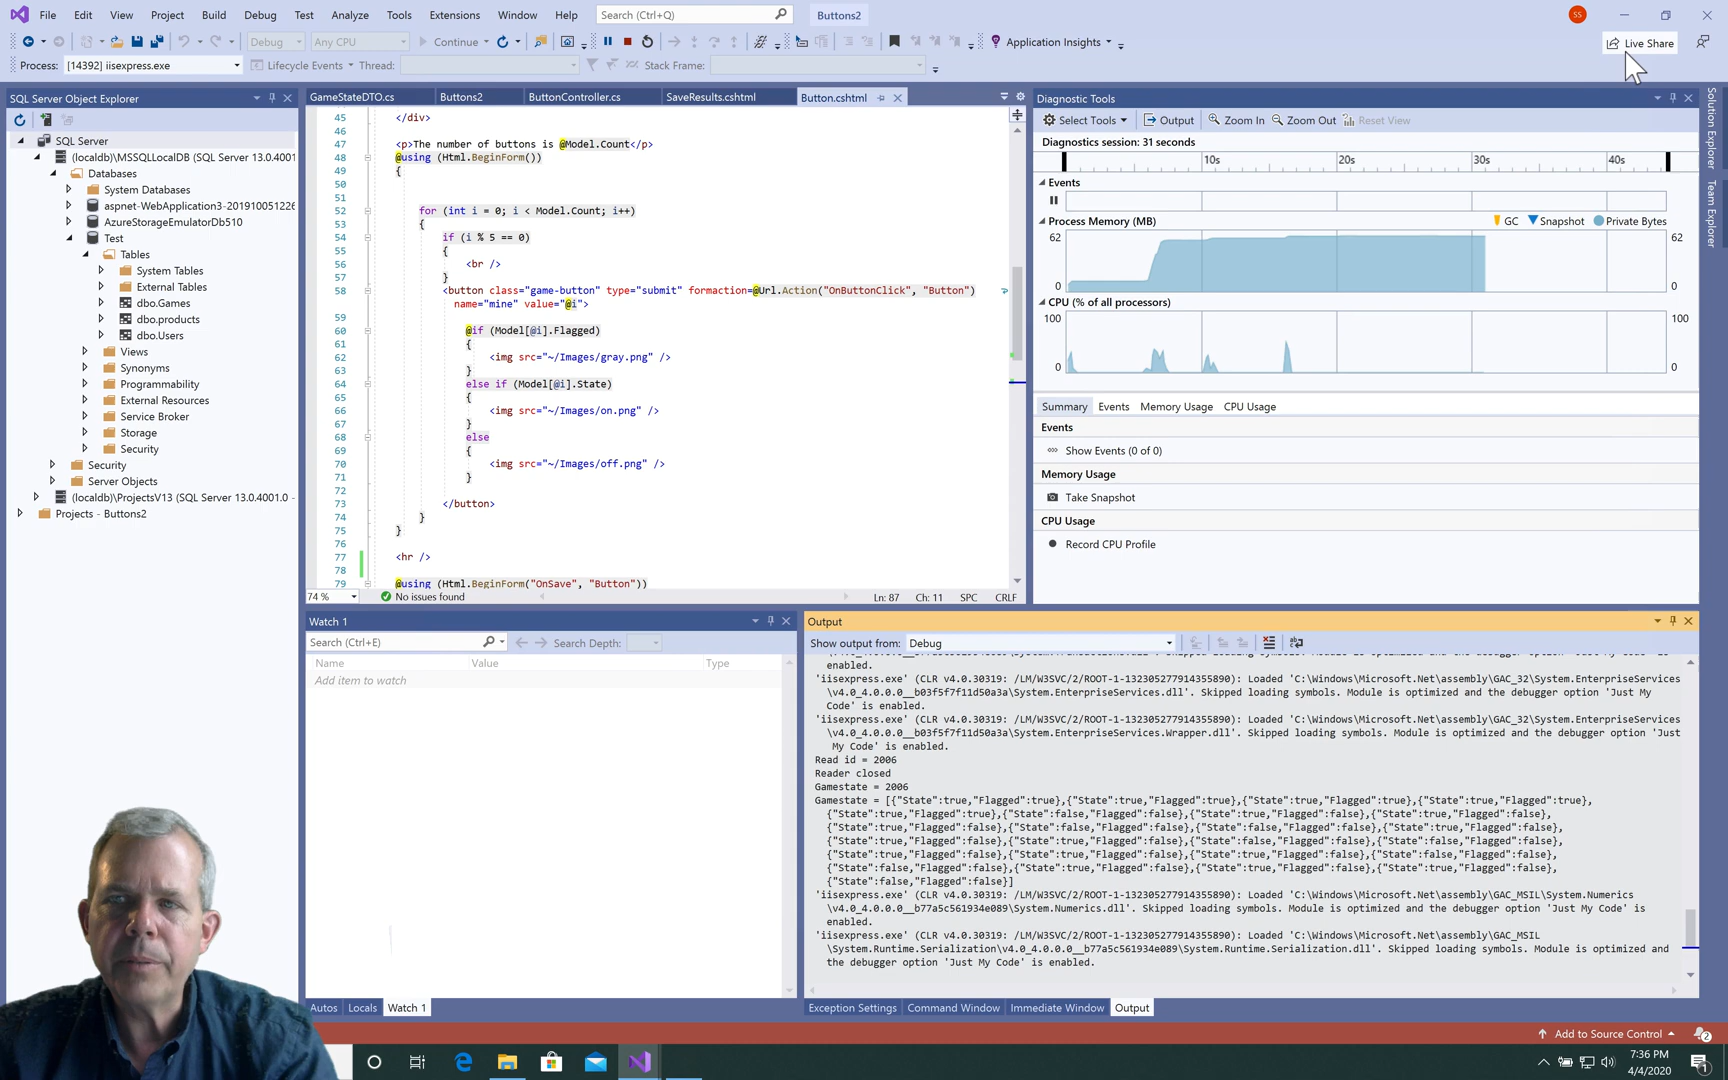 File Edit View Project Build Debug Test Analyze Tools Extensions Window Help Search (Ctrl+Q) Buttons2 SS
Debug Any CPU Continue Application Insights Live Share
Process: [14392] iisexpress.exe Lifecycle Events Thread: Stack Frame:
SQL Server Object Explorer
SQL Server
(localdb)\MSSQLLocalDB (SQL Server 13.0.4001
Databases
System Databases
aspnet-WebApplication3-201910051226
AzureStorageEmulatorDb510
Test
Tables
System Tables
External Tables
dbo.Games
dbo.products
dbo.Users
Views
Synonyms
Programmability
External Resources
Service Broker
Storage
Security
Security
Server Objects
(localdb)\ProjectsV13 (SQL Server 13.0.4001.0 -
Projects - Buttons2
GameStateDTO.cs Buttons2 ButtonController.cs SaveResults.cshtml Button.cshtml
45 </div>
46
47 <p>The number of buttons is @Model.Count</p>
48 @using (Html.BeginForm())
49 {
50
51
52 for (int i = 0; i < Model.Count; i++)
53 {
54 if (i % 5 == 0)
55 {
56 <br />
57 }
58 <button class="game-button" type="submit" formaction=@Url.Action("OnButtonClick", "Button")
name="mine" value="@i">
59
60 @if (Model[@i].Flagged)
61 {
62 <img src="~/Images/gray.png" />
63 }
64 else if (Model[@i].State)
65 {
66 <img src="~/Images/on.png" />
67 }
68 else
69 {
70 <img src="~/Images/off.png" />
71 }
72
73 </button>
74 }
75 }
76
77 <hr />
78
79 @using (Html.BeginForm("OnSave", "Button"))
74 % No issues found Ln: 87 Ch: 11 SPC CRLF
Diagnostic Tools
Select Tools Output Zoom In Zoom Out Reset View
Diagnostics session: 31 seconds
10s 20s 30s 40s
Events
Process Memory (MB) GC Snapshot Private Bytes
62 62
0 0
CPU (% of all processors)
100 100
0 0
Summary Events Memory Usage CPU Usage
Events
Show Events (0 of 0)
Memory Usage
Take Snapshot
CPU Usage
Record CPU Profile
Solution Explorer
Team Explorer
Watch 1
Search (Ctrl+E) Search Depth:
Name Value Type
Add item to watch
Autos Locals Watch 1
Output
Show output from: Debug
enabled.
'iisexpress.exe' (CLR v4.0.30319: /LM/W3SVC/2/ROOT-1-132305277914355890): Loaded 'C:\Windows\Microsoft.Net\assembly\GAC_32\System.EnterpriseServices
\v4.0_4.0.0.0__b03f5f7f11d50a3a\System.EnterpriseServices.dll'. Skipped loading symbols. Module is optimized and the debugger option 'Just My
Code' is enabled.
'iisexpress.exe' (CLR v4.0.30319: /LM/W3SVC/2/ROOT-1-132305277914355890): Loaded 'C:\Windows\Microsoft.Net\assembly\GAC_32\System.EnterpriseServices
\v4.0_4.0.0.0__b03f5f7f11d50a3a\System.EnterpriseServices.Wrapper.dll'. Skipped loading symbols. Module is optimized and the debugger option 'Just
My Code' is enabled.
Read id = 2006
Reader closed
Gamestate = 2006
Gamestate = [{"State":true,"Flagged":true},{"State":true,"Flagged":true},{"State":true,"Flagged":true},{"State":true,"Flagged":true},
{"State":true,"Flagged":true},{"State":false,"Flagged":false},{"State":true,"Flagged":false},{"State":true,"Flagged":false},
{"State":true,"Flagged":false},{"State":false,"Flagged":false},{"State":false,"Flagged":false},{"State":true,"Flagged":false},
{"State":true,"Flagged":false},{"State":true,"Flagged":false},{"State":true,"Flagged":false},{"State":true,"Flagged":false},
{"State":true,"Flagged":false},{"State":true,"Flagged":false},{"State":false,"Flagged":false},
{"State":false,"Flagged":false},{"State":true,"Flagged":false},{"State":true,"Flagged":false},
{"State":false,"Flagged":false}]
'iisexpress.exe' (CLR v4.0.30319: /LM/W3SVC/2/ROOT-1-132305277914355890): Loaded 'C:\Windows\Microsoft.Net\assembly\GAC_MSIL\System.Numerics
\v4.0_4.0.0.0__b77a5c561934e089\System.Numerics.dll'. Skipped loading symbols. Module is optimized and the debugger option 'Just My Code' is
enabled.
'iisexpress.exe' (CLR v4.0.30319: /LM/W3SVC/2/ROOT-1-132305277914355890): Loaded 'C:\Windows\Microsoft.Net\assembly\GAC_MSIL
\System.Runtime.Serialization\v4.0_4.0.0.0__b77a5c561934e089\System.Runtime.Serialization.dll'. Skipped loading symbols. Module is optimized and
the debugger option 'Just My Code' is enabled.
Exception Settings Command Window Immediate Window Output
Add to Source Control 2
7:36 PM
4/4/2020
1